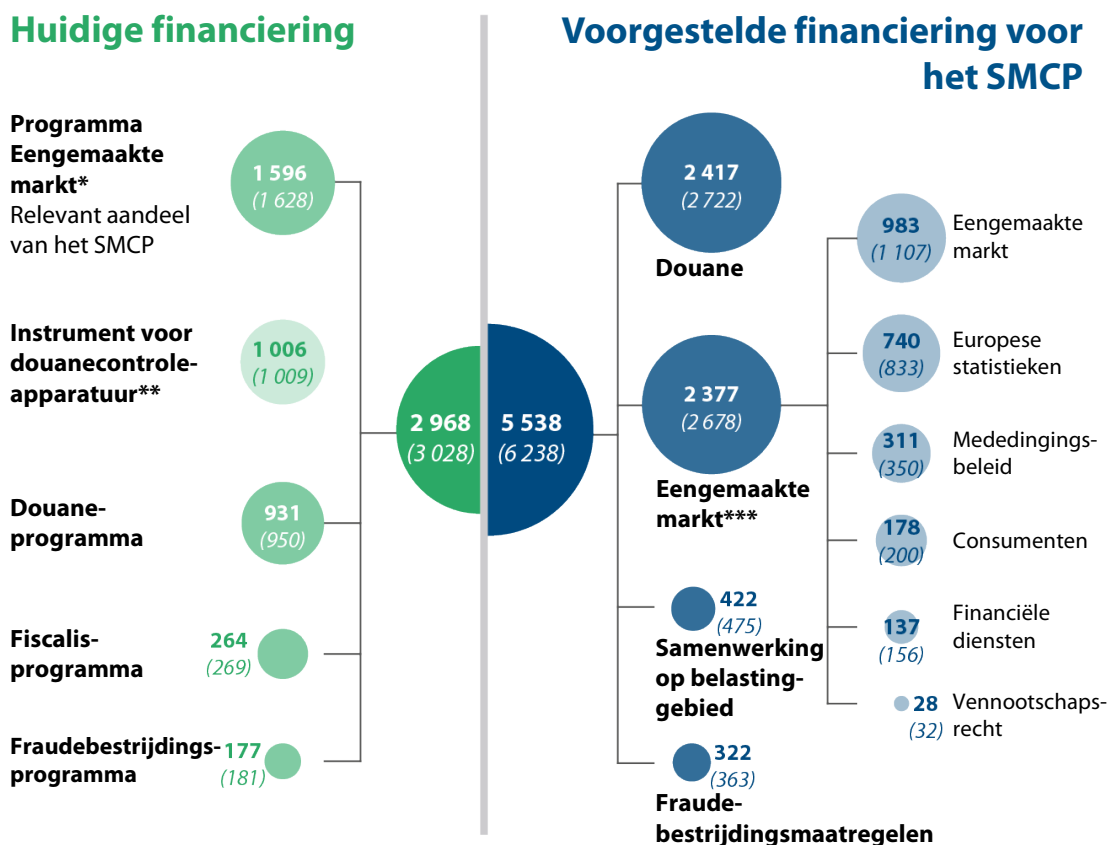 Huidige financiering
Programma
Eengemaakte
markt*
Relevant aandeel
van het SMCP
1 596
(1 628)
Instrument voor
douanecontrole-
apparatuur**
1 006
(1 009)
Douane-
programma
931
(950)
Fiscalis-
programma
264
(269)
Fraudebestrijdings-
programma
177
(181)
2 968
(3 028)
Voorgestelde financiering voor
het SMCP
5 538
(6 238)
2 417
(2 722)
Douane
2 377
(2 678)
Eengemaakte
markt***
422
(475)
Samenwerking
op belasting-
gebied
322
(363)
Fraude-
bestrijdingsmaatregelen
983
(1 107)
Eengemaakte
markt
740
(833)
Europese
statistieken
311
(350)
Mededingings-
beleid
178
(200)
Consumenten
137
(156)
Financiële
diensten
28
(32)
Vennootschaps-
recht